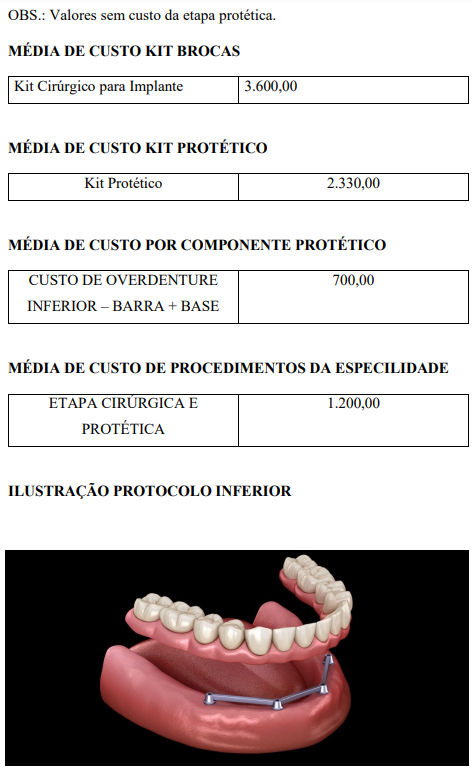 OBS.: Valores sem custo da etapa protética.
MÉDIA DE CUSTO KIT BROCAS
Kit Cirúrgico para Implante 3.600,00
MÉDIA DE CUSTO KIT PROTÉTICO
Kit Protético 2.330,00
MÉDIA DE CUSTO POR COMPONENTE PROTÉTICO
CUSTO DE OVERDENTURE 700,00
INFERIOR – BARRA + BASE
MÉDIA DE CUSTO DE PROCEDIMENTOS DA ESPECILIDADE
ETAPA CIRÚRGICA E 1.200,00
PROTÉTICA
ILUSTRAÇÃO PROTOCOLO INFERIOR